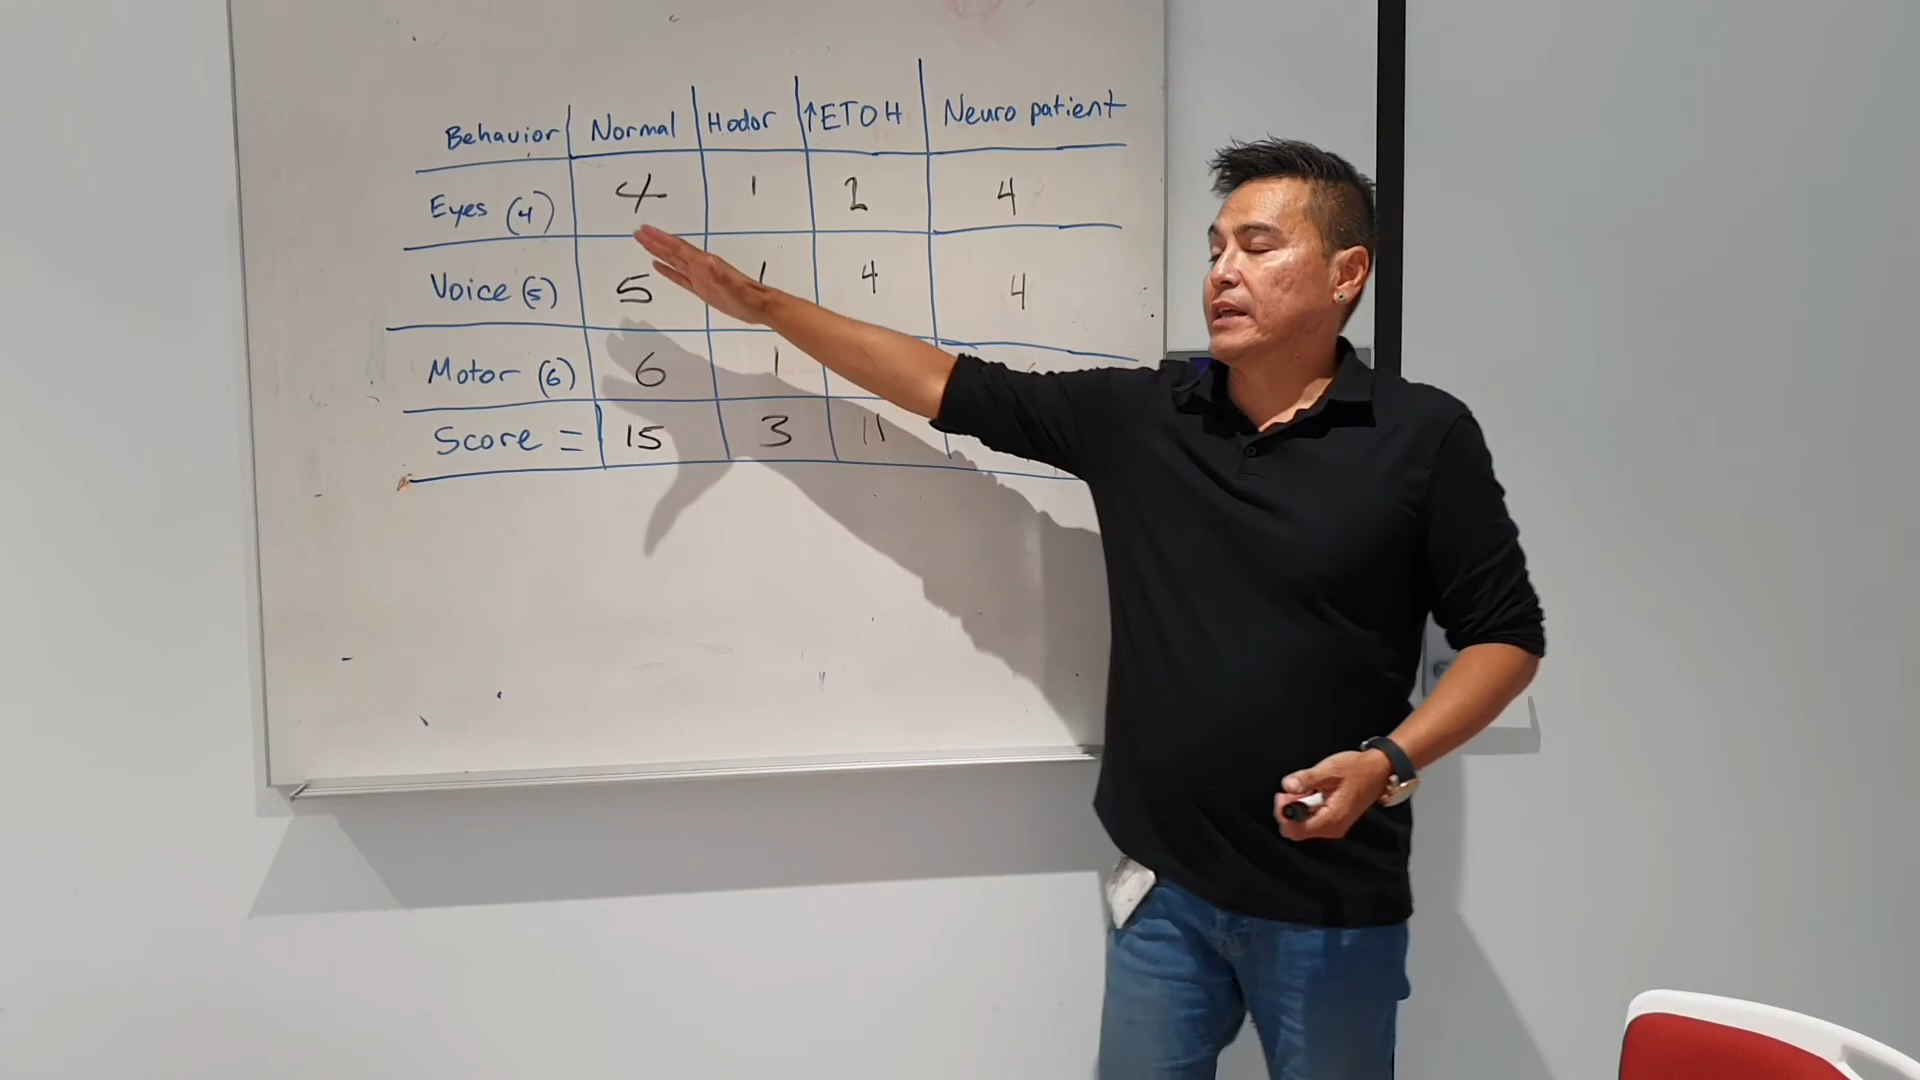 Behavior Normal Hodor ↑ETOH Neuro patient
Eyes (4) 4 1 2 4
Voice (5) 5 1 4 4
Motor (6) 6 1
Score = 15 3 11